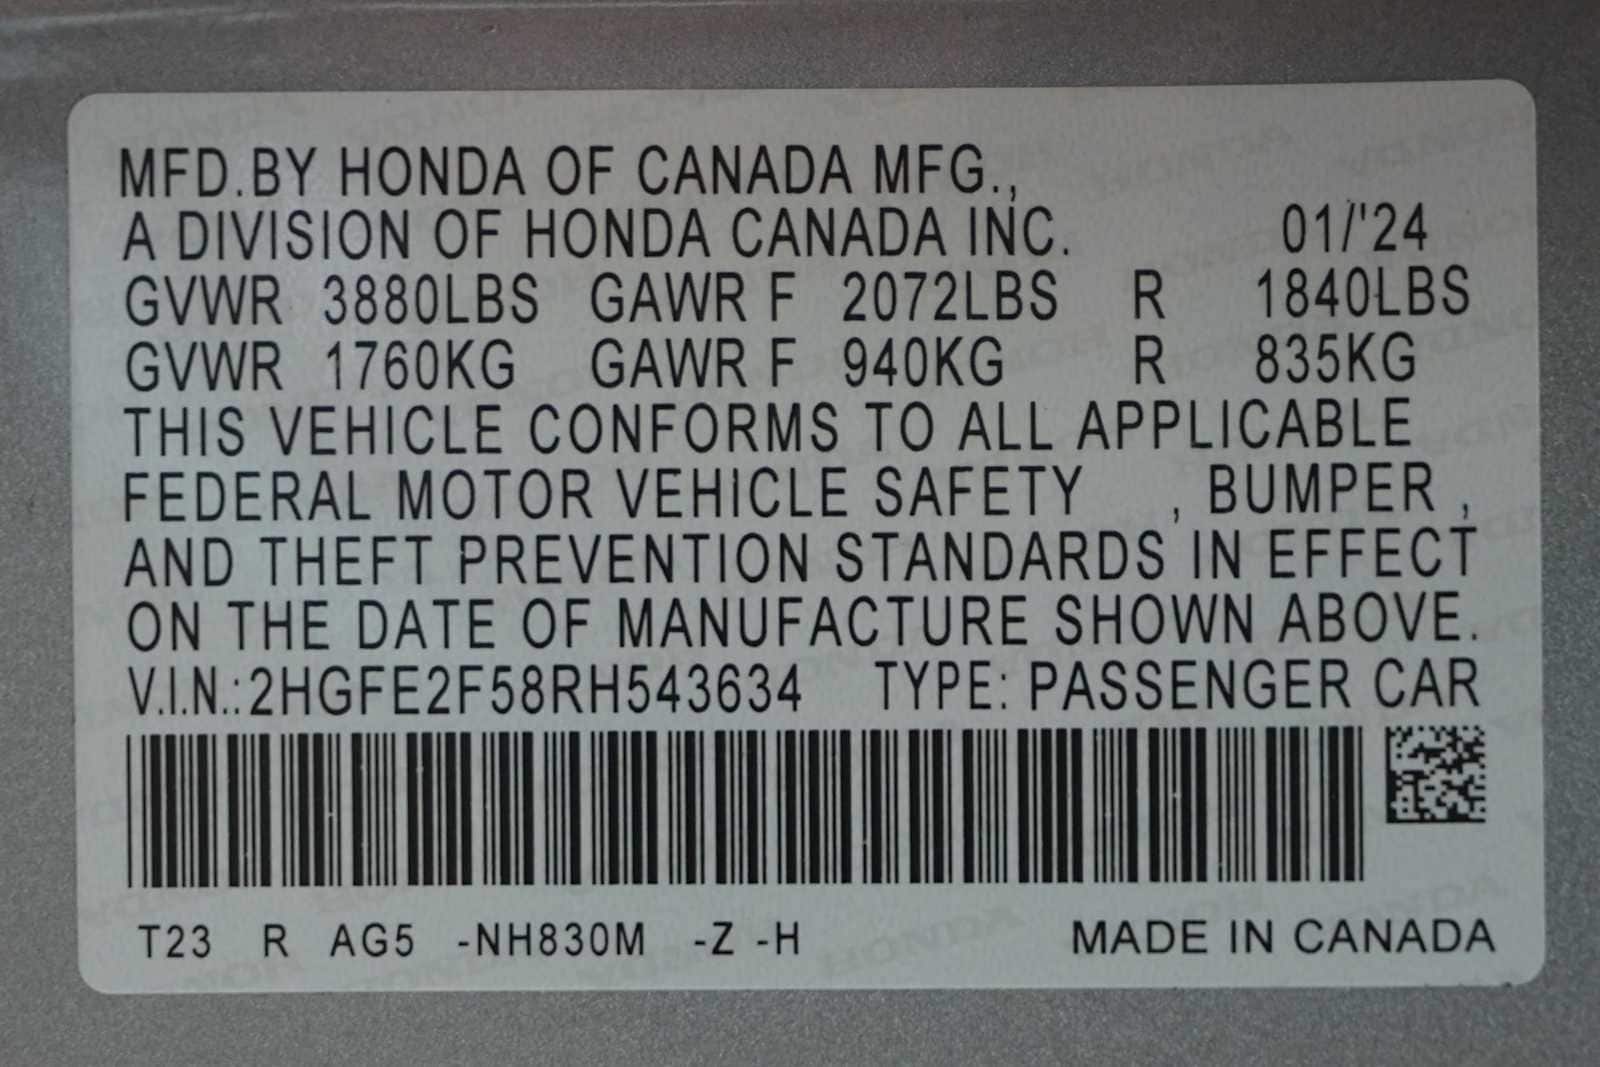 MFD.BY HONDA OF CANADA MFG.,
A DIVISION OF HONDA CANADA INC. 01/'24
GVWR 3880LBS GAWR F 2072LBS R 1840LBS
GVWR 1760KG GAWR F 940KG R 835KG
THIS VEHICLE CONFORMS TO ALL APPLICABLE
FEDERAL MOTOR VEHICLE SAFETY , BUMPER ,
AND THEFT PREVENTION STANDARDS IN EFFECT
ON THE DATE OF MANUFACTURE SHOWN ABOVE.
V.I.N.:2HGFE2F58RH543634 TYPE: PASSENGER CAR
T23 R AG5 -NH830M -Z -H MADE IN CANADA